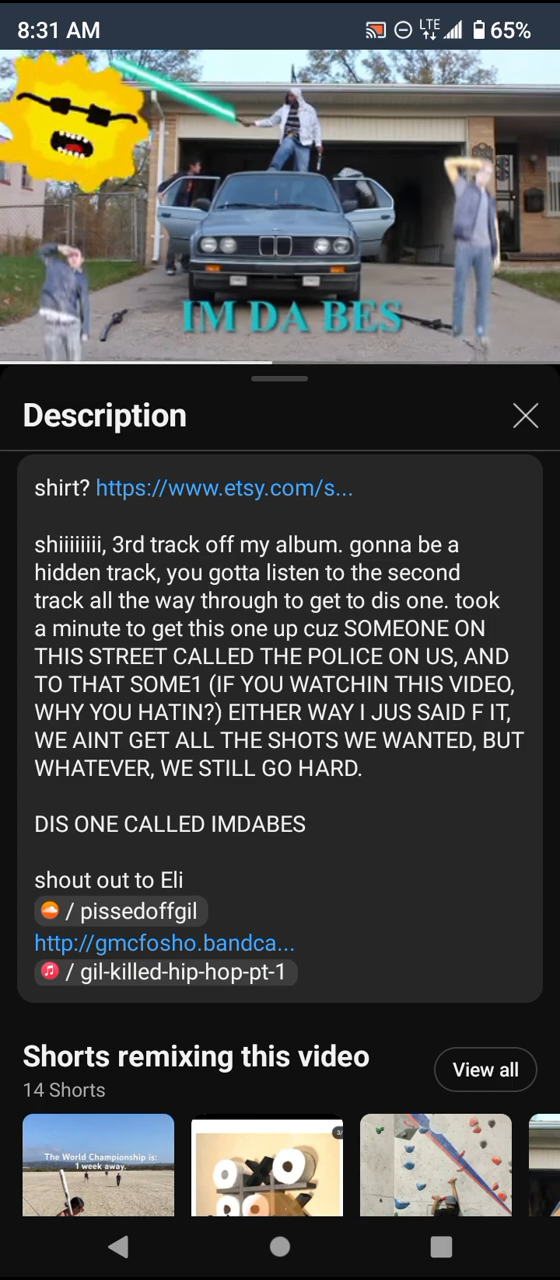 8:31 AM
LTE
65%
IM DA BES
Description
shirt? https://www.etsy.com/s...
shiiiiiiii, 3rd track off my album. gonna be a
hidden track, you gotta listen to the second
track all the way through to get to dis one. took
a minute to get this one up cuz SOMEONE ON
THIS STREET CALLED THE POLICE ON US, AND
TO THAT SOME1 (IF YOU WATCHIN THIS VIDEO,
WHY YOU HATIN?) EITHER WAY I JUS SAID F IT,
WE AINT GET ALL THE SHOTS WE WANTED, BUT
WHATEVER, WE STILL GO HARD.
DIS ONE CALLED IMDABES
shout out to Eli
/ pissedoffgil
http://gmcfosho.bandca...
/ gil-killed-hip-hop-pt-1
Shorts remixing this video
View all
14 Shorts
The World Championship is:
1 week away.